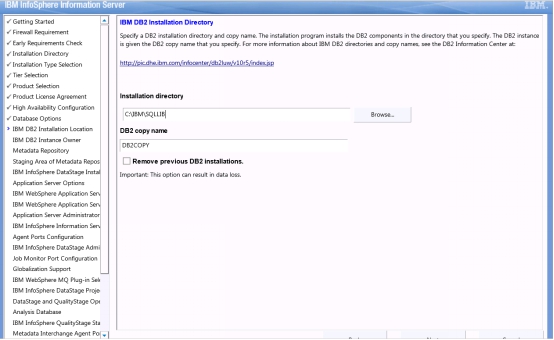 IBM InfoSphere Information Server
IBM.
Getting Started
Firewall Requirement
Early Requirements Check
Installation Directory
Installation Type Selection
Tier Selection
Product Selection
Product License Agreement
High Availability Configuration
Database Options
IBM DB2 Installation Location
IBM DB2 Instance Owner
Metadata Repository
Staging Area of Metadata Repos
IBM InfoSphere DataStage Instal
Application Server Options
IBM WebSphere Application Serv
IBM WebSphere Application Serv
Application Server Administrator
IBM InfoSphere Information Serv
Agent Ports Configuration
IBM InfoSphere DataStage Admi
Job Monitor Port Configuration
Globalization Support
IBM WebSphere MQ Plug-in Sele
IBM InfoSphere DataStage Proje
DataStage and QualityStage Ope
Analysis Database
IBM InfoSphere QualityStage Sta
Metadata Interchange Agent Po
IBM DB2 Installation Directory
Specify a DB2 installation directory and copy name. The installation program installs the DB2 components in the directory that you specify. The DB2 instance
is given the DB2 copy name that you specify. For more information about IBM DB2 directories and copy names, see the DB2 Information Center at:
http://pic.dhe.ibm.com/infocenter/db2luw/v10r5/index.jsp
Installation directory
C:\IBM\SQLLIB
Browse...
DB2 copy name
DB2COPY
Remove previous DB2 installations.
Important: This option can result in data loss.